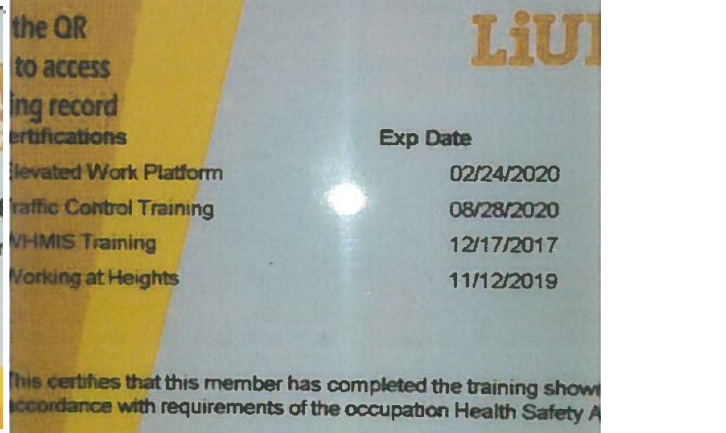 the QR
LiU
to access
ing record
ertifications Exp Date
levated Work Platform 02/24/2020
raffic Control Training 08/28/2020
WHMIS Training 12/17/2017
Working at Heights 11/12/2019
This certifies that this member has completed the training show
accordance with requirements of the occupation Health Safety A